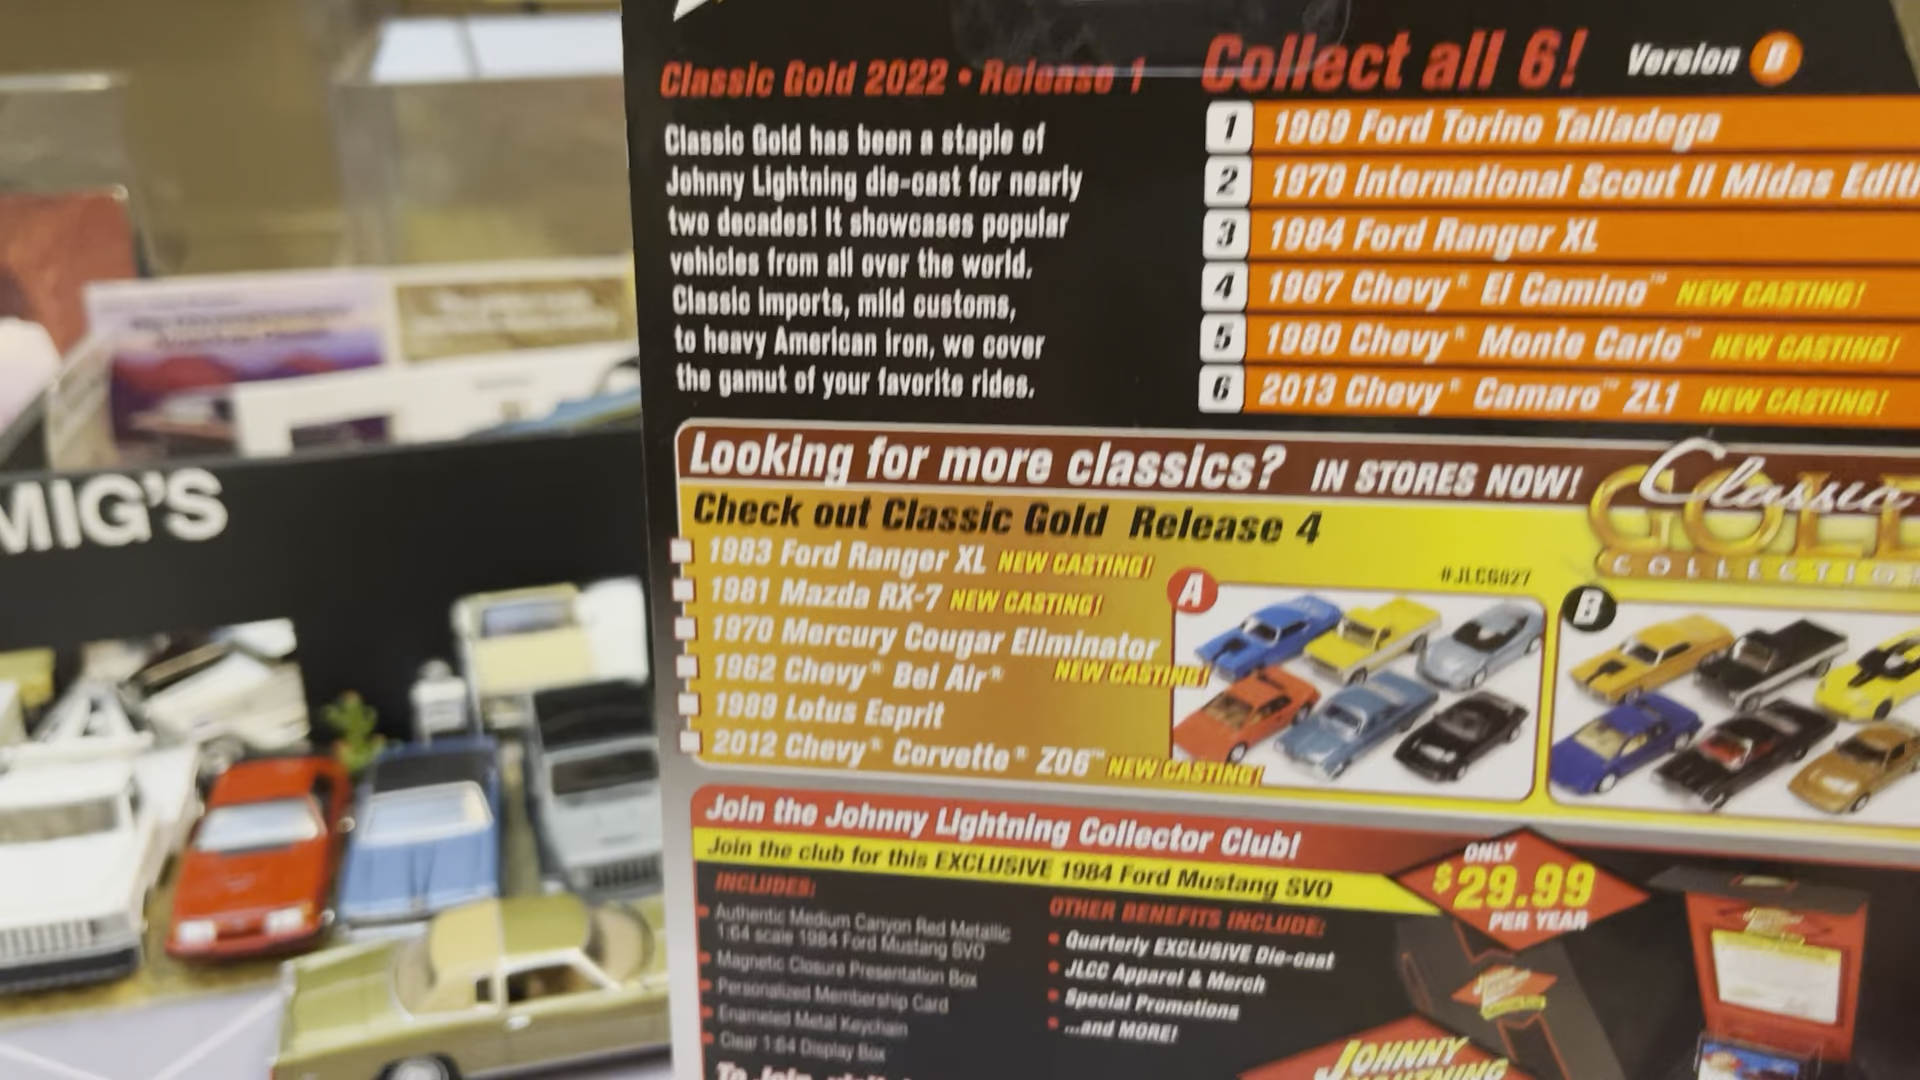 Classic Gold 2022 • Release 1
Classic Gold has been a staple of
Johnny Lightning die-cast for nearly
two decades! It showcases popular
vehicles from all over the world.
Classic imports, mild customs,
to heavy American iron, we cover
the gamut of your favorite rides.
Collect all 6! Version B
1 1969 Ford Torino Talladega
2 1979 International Scout II Midas Editi
3 1984 Ford Ranger XL
4 1967 Chevy® El Camino™ NEW CASTING!
5 1980 Chevy® Monte Carlo™ NEW CASTING!
6 2013 Chevy® Camaro™ ZL1 NEW CASTING!
Looking for more classics? IN STORES NOW!
Classic
GOLD
COLLECTION
Check out Classic Gold Release 4
1983 Ford Ranger XL NEW CASTING!
1981 Mazda RX-7 NEW CASTING!
1970 Mercury Cougar Eliminator
NEW CASTING!
1962 Chevy® Bel Air®
1989 Lotus Esprit
2012 Chevy® Corvette® Z06™ NEW CASTING!
#JLCG027
A
B
Join the Johnny Lightning Collector Club!
Join the club for this EXCLUSIVE 1984 Ford Mustang SVO
ONLY
$29.99
PER YEAR
INCLUDES:
Authentic Medium Canyon Red Metallic
1:64 scale 1984 Ford Mustang SVO
Magnetic Closure Presentation Box
Personalized Membership Card
Enameled Metal Keychain
Clear 1:64 Display Box
OTHER BENEFITS INCLUDE:
• Quarterly EXCLUSIVE Die-cast
• JLCC Apparel & Merch
• Special Promotions
• ...and MORE!
JOHNNY
LIGHTNING
To Join, visit
MIG'S